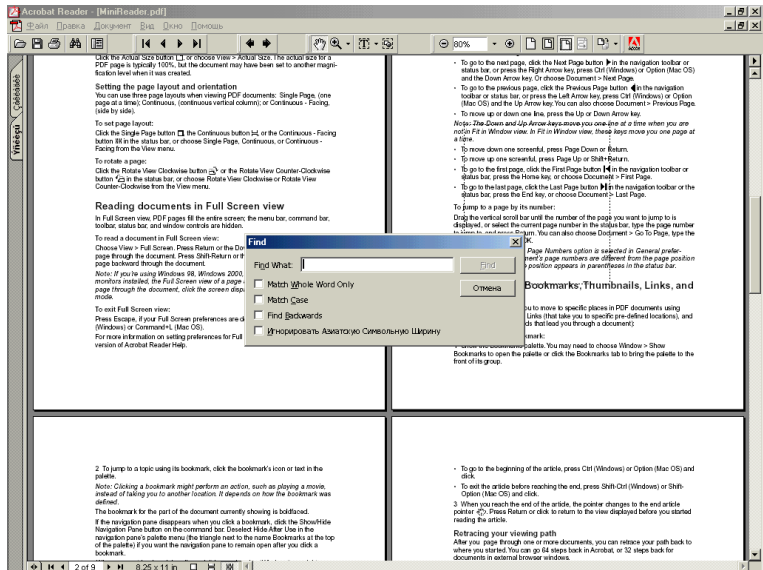 Acrobat Reader - [MiniReader.pdf]
Файл Правка Документ Вид Окно Помощь
80%
Click the Actual Size button , or choose View > Actual Size. The actual size for a
PDF page is typically 100%, but the document may have been set to another magni-
fication level when it was created.
Setting the page layout and orientation
You can use three page layouts when viewing PDF documents: Single Page, (one
page at a time); Continuous, (continuous vertical column); or Continuous - Facing,
(side by side).
To set page layout:
Click the Single Page button , the Continuous button , or the Continuous - Facing
button in the status bar, or choose Single Page, Continuous, or Continuous -
Facing from the View menu.
To rotate a page:
Click the Rotate View Clockwise button or the Rotate View Counter-Clockwise
button in the status bar, or choose Rotate View Clockwise or Rotate View
Counter-Clockwise from the View menu.
Reading documents in Full Screen view
In Full Screen view, PDF pages fill the entire screen; the menu bar, command bar,
toolbar, status bar, and window controls are hidden.
To read a document in Full Screen view:
Choose View > Full Screen. Press Return or the Do
page through the document. Press Shift-Return or th
page backward through the document.
Note: If you're using Windows 98, Windows 2000,
monitors installed, the Full Screen view of a page
page through the document, click the screen displ
mode.
To exit Full Screen view:
Press Escape, if your Full Screen preferences are d
(Windows) or Command+L (Mac OS).
For more information on setting preferences for Full
version of Acrobat Reader Help.
• To go to the next page, click the Next Page button in the navigation toolbar or
status bar, or press the Right Arrow key, press Ctrl (Windows) or Option (Mac OS)
and the Down Arrow key. Or choose Document > Next Page.
• To go to the previous page, click the Previous Page button in the navigation
toolbar or status bar, or press the Left Arrow key, press Ctrl (Windows) or Option
(Mac OS) and the Up Arrow key. You can also choose Document > Previous Page.
• To move up or down one line, press the Up or Down Arrow key.
Note: The Down and Up Arrow keys move you one line at a time when you are
not in Fit in Window view. In Fit in Window view, these keys move you one page at
a time.
• To move down one screenful, press Page Down or Return.
• To move up one screenful, press Page Up or Shift+Return.
• To go to the first page, click the First Page button in the navigation toolbar or
status bar, press the Home key, or choose Document > First Page.
• To go to the last page, click the Last Page button in the navigation toolbar or the
status bar, press the End key, or choose Document > Last Page.
To jump to a page by its number:
Drag the vertical scroll bar until the number of the page you want to jump to is
displayed, or select the current page number in the status bar, type the page number
to jump to, and press Return. You can also choose Document > Go To Page, type the
OK.
Page Numbers option is selected in General prefer-
ent's page numbers are different from the page position
position appears in parentheses in the status bar.
Bookmarks, Thumbnails, Links, and
ou to move to specific places in PDF documents using
Links (that take you to specific pre-defined locations), and
ds that lead you through a document):
mark:
palette. You may need to choose Window > Show
Bookmarks to open the palette or click the Bookmarks tab to bring the palette to the
front of its group.
Find
Find What:
Find
Match Whole Word Only
Отмена
Match Case
Find Backwards
Игнорировать Азиатскую Символьную Ширину
2 To jump to a topic using its bookmark, click the bookmark's icon or text in the
palette.
Note: Clicking a bookmark might perform an action, such as playing a movie,
instead of taking you to another location. It depends on how the bookmark was
defined.
The bookmark for the part of the document currently showing is boldfaced.
If the navigation pane disappears when you click a bookmark, click the Show/Hide
Navigation Pane button on the command bar. Deselect Hide After Use in the
navigation pane's palette menu (the triangle next to the name Bookmarks at the top
of the palette) if you want the navigation pane to remain open after you click a
bookmark.
• To go to the beginning of the article, press Ctrl (Windows) or Option (Mac OS) and
click.
• To exit the article before reaching the end, press Shift-Ctrl (Windows) or Shift-
Option (Mac OS) and click.
3 When you reach the end of the article, the pointer changes to the end article
pointer . Press Return or click to return to the view displayed before you started
reading the article.
Retracing your viewing path
After you page through one or more documents, you can retrace your path back to
where you started. You can go 64 steps back in Acrobat, or 32 steps back for
documents in external browser windows.
2 of 9
8.25 x 11 in